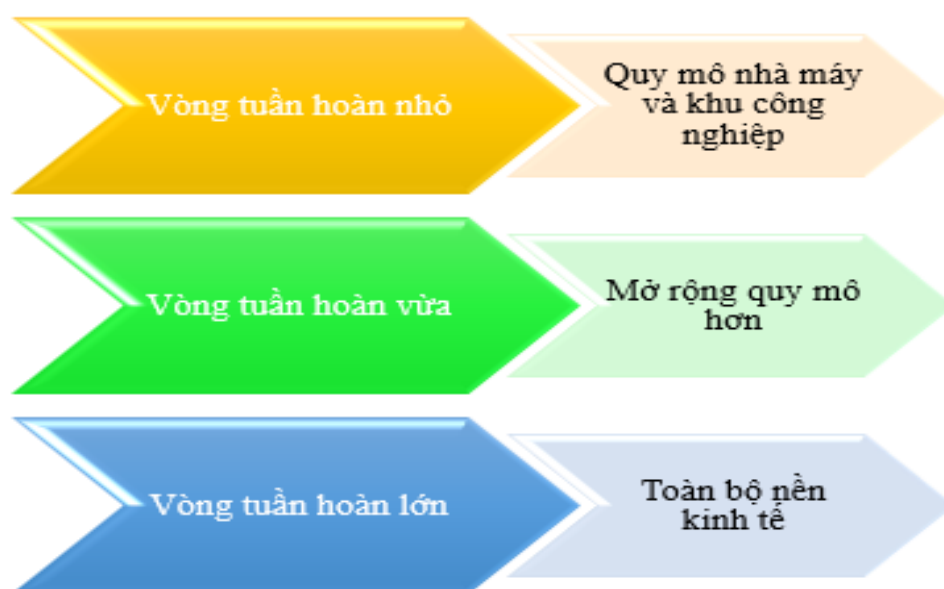 Vòng tuần hoàn nhỏ
Quy mô nhà máy
và khu công
nghiệp
Vòng tuần hoàn vừa
Mở rộng quy mô
hơn
Vòng tuần hoàn lớn
Toàn bộ nền
kinh tế